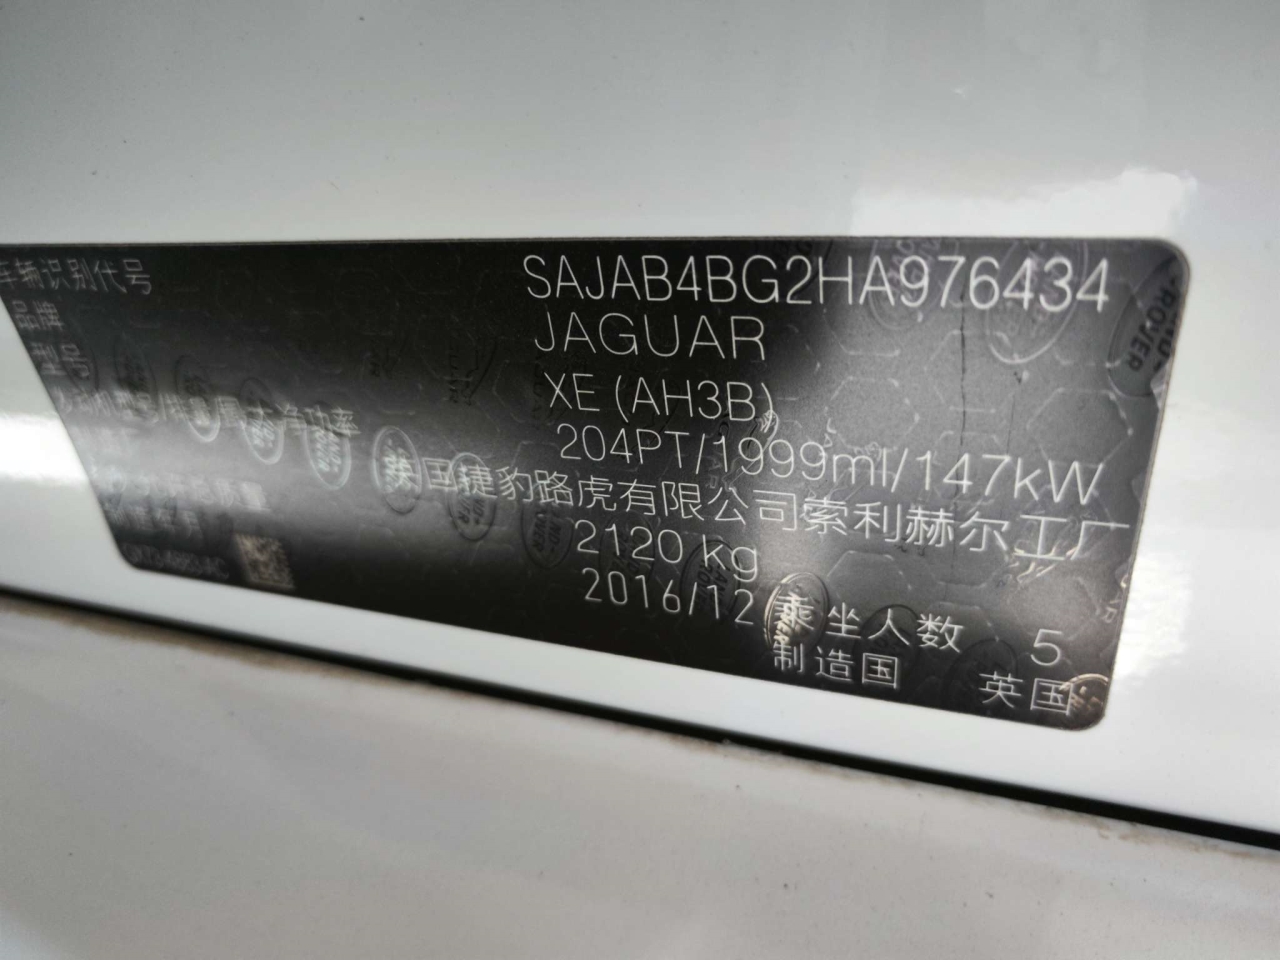 车辆识别代号 SAJAB4BG2HA976434
品牌 JAGUAR
型号 XE (AH3B)
204PT/1999ml/147kW
英国捷豹路虎有限公司索利赫尔工厂
2120 kg
2016/12 乘坐人数 5
制造国 英国